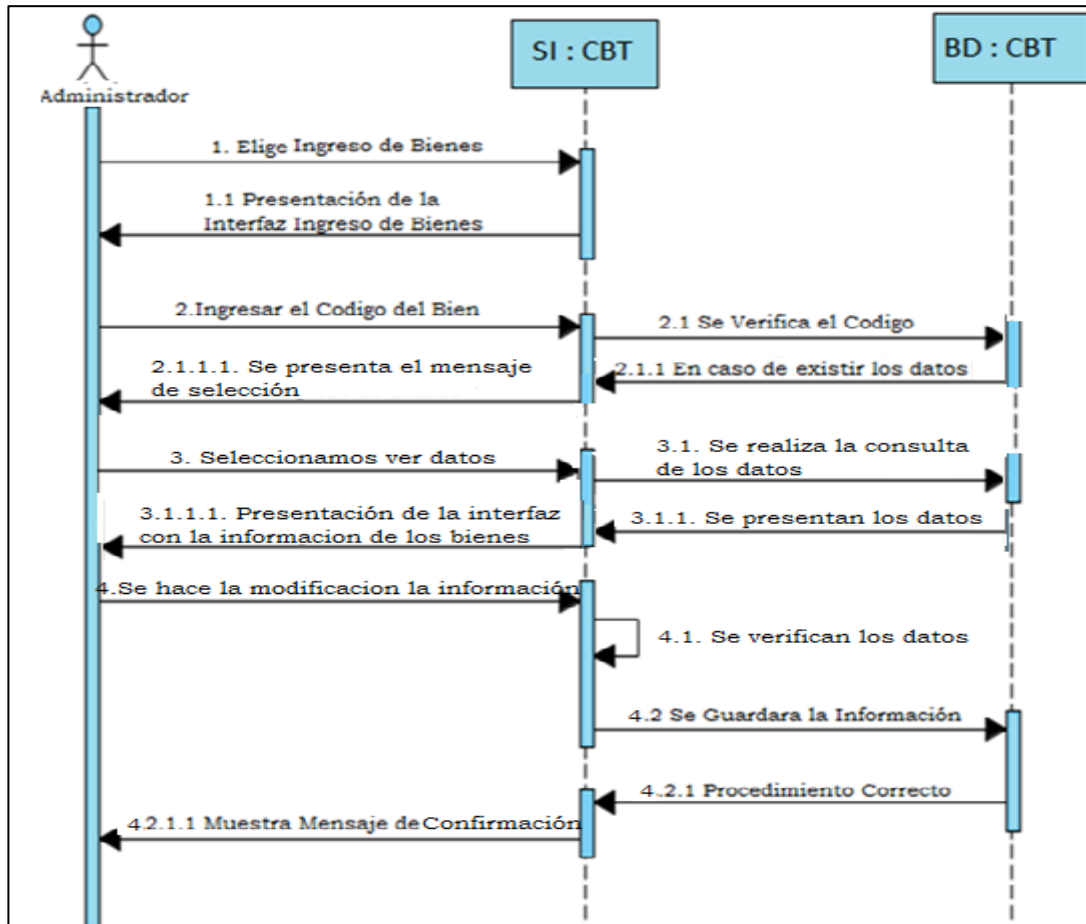 SI : CBT
BD : CBT
Administrador
1. Elige Ingreso de Bienes
1.1 Presentación de la
Interfaz Ingreso de Bienes
2.Ingresar el Codigo del Bien
2.1 Se Verifica el Codigo
2.1.1 En caso de existir los datos
2.1.1.1. Se presenta el mensaje
de selección
3. Seleccionamos ver datos
3.1. Se realiza la consulta
de los datos
3.1.1. Se presentan los datos
3.1.1.1. Presentación de la interfaz
con la informacion de los bienes
4.Se hace la modificacion la información
4.1. Se verifican los datos
4.2 Se Guardara la Información
4.2.1 Procedimiento Correcto
4.2.1.1 Muestra Mensaje de Confirmación